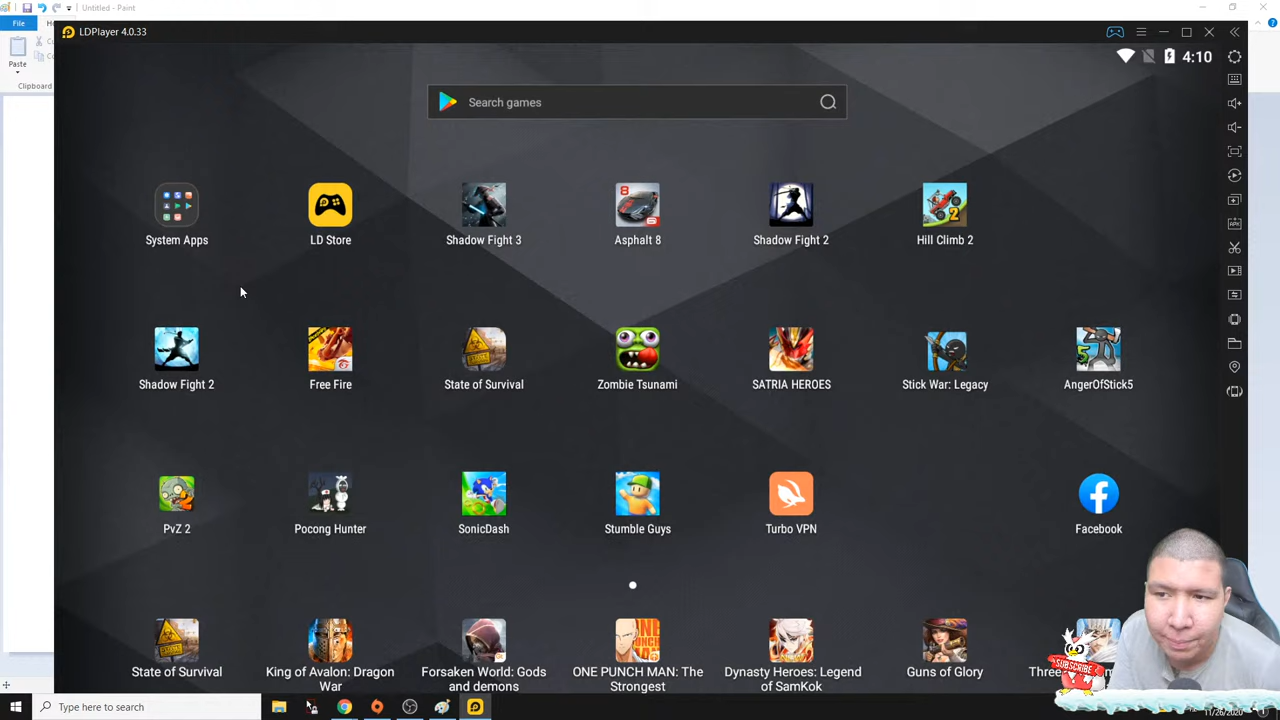 Untitled - Paint
File
Paste
Clipboard
LDPlayer 4.0.33
4:10
Search games
System Apps
LD Store
Shadow Fight 3
Asphalt 8
Shadow Fight 2
Hill Climb 2
Shadow Fight 2
Free Fire
State of Survival
Zombie Tsunami
SATRIA HEROES
Stick War: Legacy
AngerOfStick5
PvZ 2
Pocong Hunter
SonicDash
Stumble Guys
Turbo VPN
Facebook
State of Survival
King of Avalon: Dragon
War
Forsaken World: Gods
and demons
ONE PUNCH MAN: The
Strongest
Dynasty Heroes: Legend
of SamKok
Guns of Glory
SUBSCRIBE
Type here to search
11/26/2020